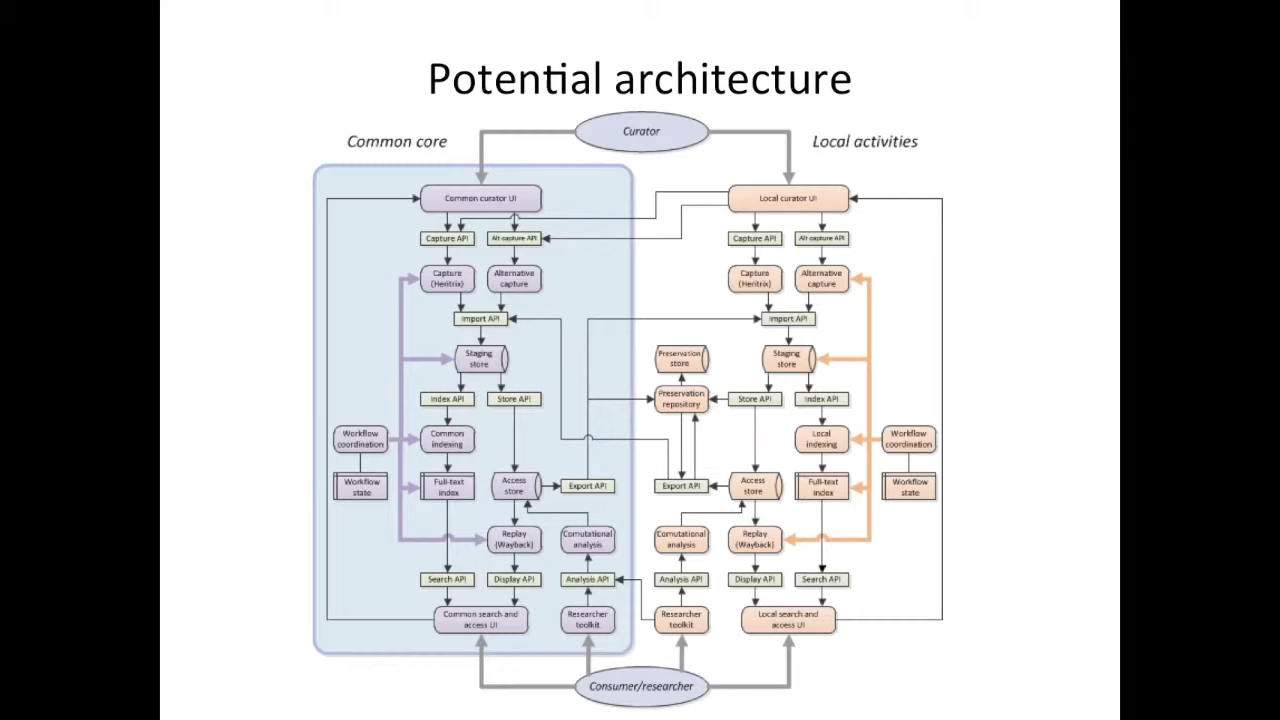 Potential architecture
Curator
Common core
Local activities
Common curator UI
Local curator UI
Capture API
Alt capture API
Capture API
Alt capture API
Capture
(Heritrix)
Alternative
capture
Capture
(Heritrix)
Alternative
capture
Import API
Import API
Staging
store
Preservation
store
Staging
store
Index API
Store API
Preservation
repository
Store API
Index API
Workflow
coordination
Common
indexing
Local
indexing
Workflow
coordination
Workflow
state
Full-text
index
Access
store
Export API
Export API
Access
store
Full-text
index
Workflow
state
Replay
(Wayback)
Comutational
analysis
Comutational
analysis
Replay
(Wayback)
Search API
Display API
Analysis API
Analysis API
Display API
Search API
Common search and
access UI
Researcher
toolkit
Researcher
toolkit
Local search and
access UI
Consumer/researcher